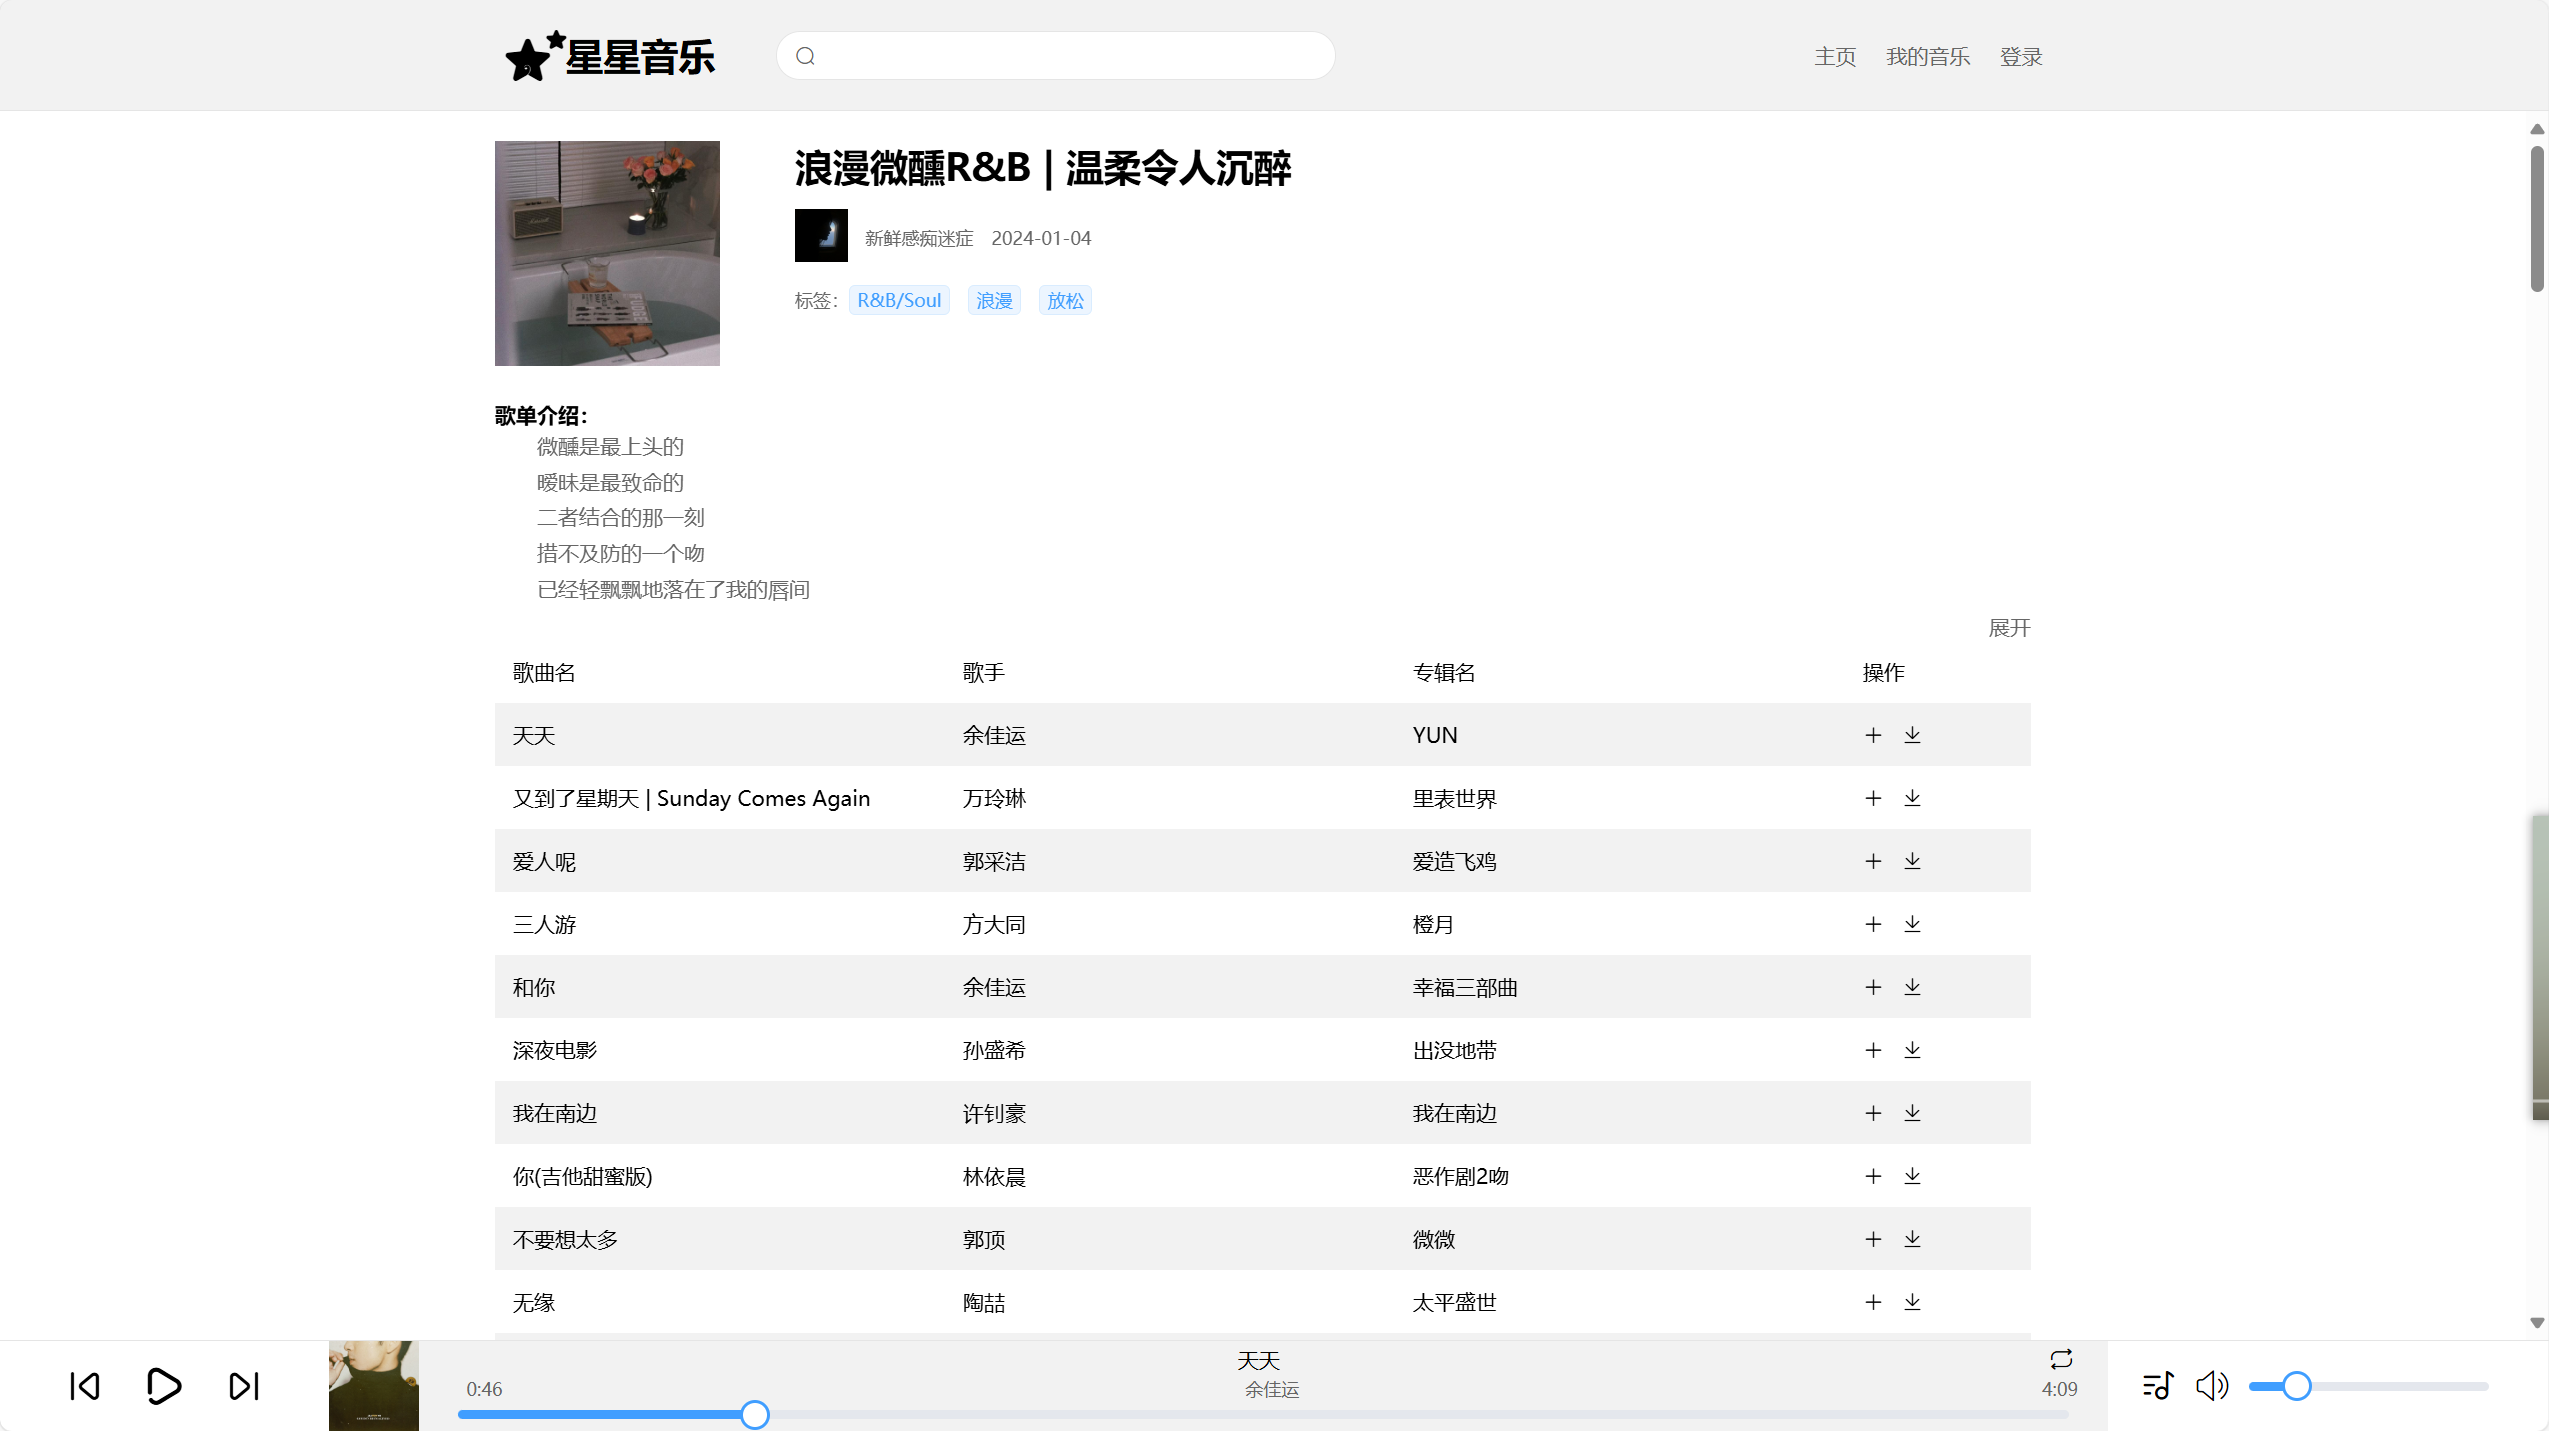 星星音乐
主页 我的音乐 登录
浪漫微醺R&B | 温柔令人沉醉
新鲜感痴迷症 2024-01-04
标签： R&B/Soul 浪漫 放松
歌单介绍：
微醺是最上头的
暧昧是最致命的
二者结合的那一刻
措不及防的一个吻
已经轻飘飘地落在了我的唇间
展开
歌曲名 歌手 专辑名 操作
天天 余佳运 YUN
又到了星期天 | Sunday Comes Again 万玲琳 里表世界
爱人呢 郭采洁 爱造飞鸡
三人游 方大同 橙月
和你 余佳运 幸福三部曲
深夜电影 孙盛希 出没地带
我在南边 许钊豪 我在南边
你(吉他甜蜜版) 林依晨 恶作剧2吻
不要想太多 郭顶 微微
无缘 陶喆 太平盛世
天天
0:46 余佳运 4:09